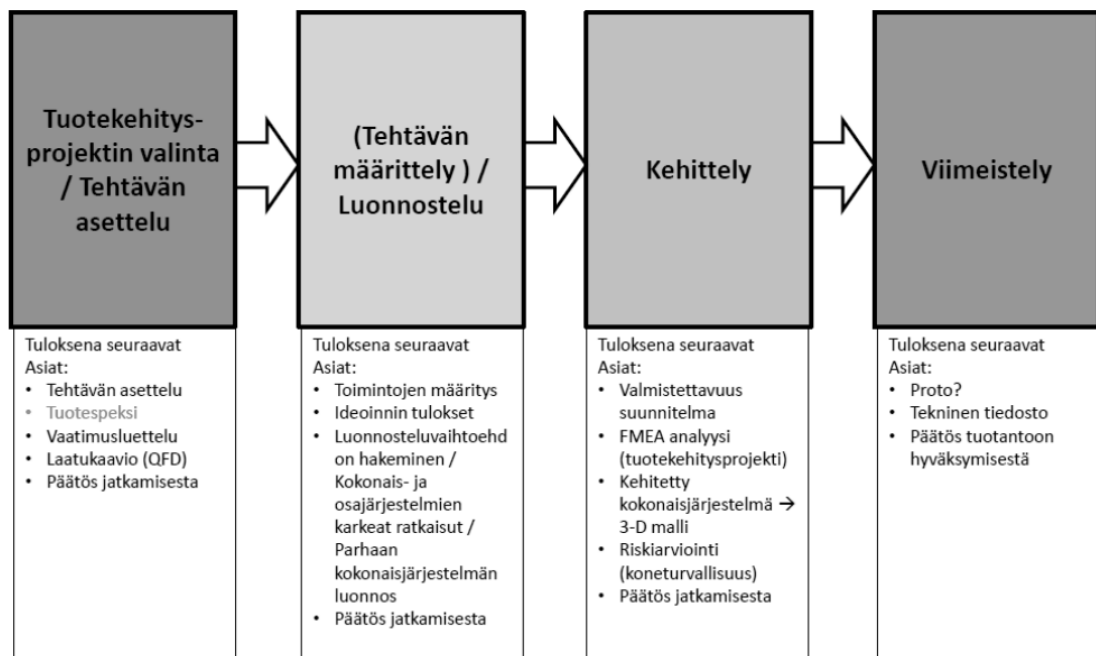 Tuotekehitys-
projektin valinta
/ Tehtävän
asettelu
Tuloksena seuraavat
Asiat:
• Tehtävän asettelu
• Tuotespeksi
• Vaatimusluettelu
• Laatukaavio (QFD)
• Päätös jatkamisesta
(Tehtävän
määrittely ) /
Luonnostelu
Tuloksena seuraavat
Asiat:
• Toimintojen määritys
• Ideoinnin tulokset
• Luonnosteluvaihtoehd
on hakeminen /
Kokonais- ja
osajärjestelmien
karkeat ratkaisut /
Parhaan
kokonaisjärjestelmän
luonnos
• Päätös jatkamisesta
Kehittely
Tuloksena seuraavat
Asiat:
• Valmistettavuus
suunnitelma
• FMEA analyysi
(tuotekehitysprojekti)
• Kehitetty
kokonaisjärjestelmä →
3-D malli
• Riskiarviointi
(koneturvallisuus)
• Päätös jatkamisesta
Viimeistely
Tuloksena seuraavat
Asiat:
• Proto?
• Tekninen tiedosto
• Päätös tuotantoon
hyväksymisestä